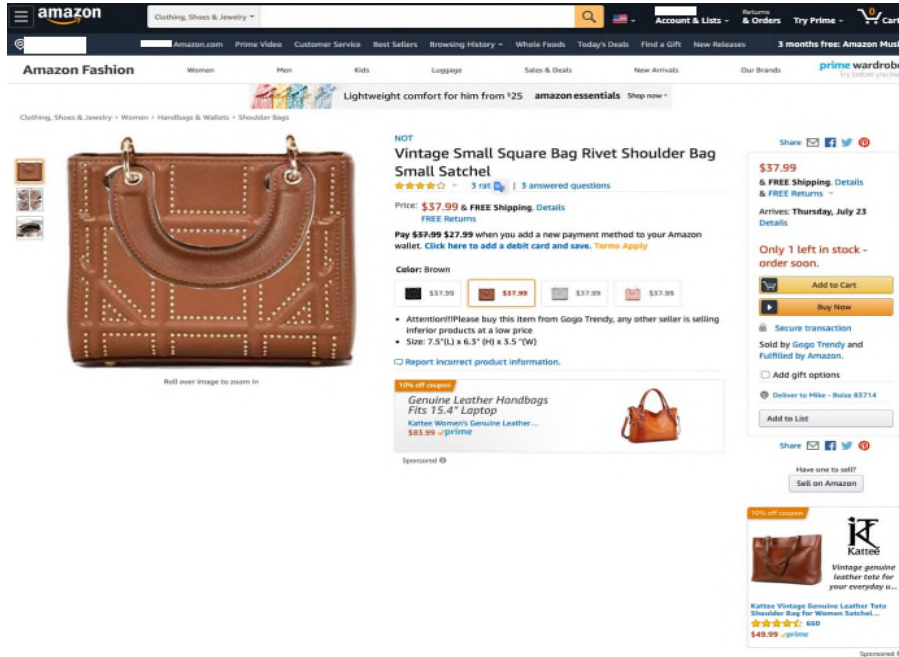 amazon
Clothing, Shoes & Jewelry
Account & Lists
Returns
& Orders
Try Prime
0
Cart
Amazon.com Prime Video Customer Service Best Sellers Browsing History Whole Foods Today's Deals Find a Gift New Releases
3 months free: Amazon Musi
Amazon Fashion
Women Men Kids Luggage Sales & Deals New Arrivals Our Brands
prime wardrobe
Try before you
Lightweight comfort for him from $25 amazon essentials Shop now
Clothing, Shoes & Jewelry › Women › Handbags & Wallets › Shoulder Bags
Roll over image to zoom in
NOT
Vintage Small Square Bag Rivet Shoulder Bag
Small Satchel
3 rat | 3 answered questions
Price: $37.99 & FREE Shipping. Details
FREE Returns
Pay $37.99 $27.99 when you add a new payment method to your Amazon
wallet. Click here to add a debit card and save. Terms Apply
Color: Brown
$37.99 $37.99 $37.99 $37.99
• Attention!!!Please buy this item from Gogo Trendy, any other seller is selling
inferior products at a low price
• Size: 7.5"(L) x 6.3" (H) x 3.5 "(W)
Report incorrect product information.
10% off coupon
Genuine Leather Handbags
Fits 15.4" Laptop
Kattee Women's Genuine Leather...
$83.99 prime
Sponsored
Share
$37.99
& FREE Shipping. Details
& FREE Returns
Arrives: Thursday, July 23
Details
Only 1 left in stock -
order soon.
Add to Cart
Buy Now
Secure transaction
Sold by Gogo Trendy and
Fulfilled by Amazon.
Add gift options
Deliver to Mike - Boise 83714
Add to List
Share
Have one to sell?
Sell on Amazon
10% off coupon
Kattee
Vintage genuine
leather tote for
your everyday u...
Kattee Vintage Genuine Leather Tote
Shoulder Bag for Women Satchel...
660
$49.99 prime
Sponsored